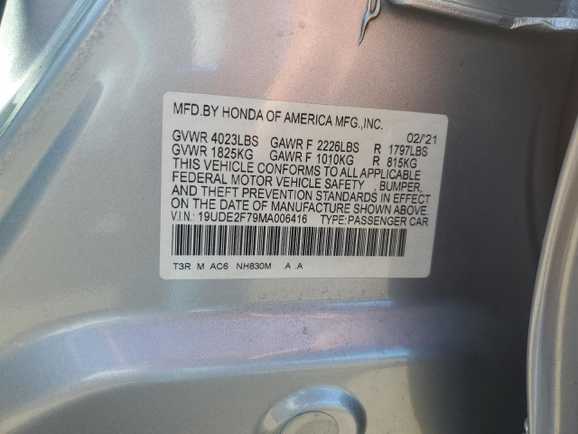 MFD.BY HONDA OF AMERICA MFG.,INC. 02/'21
GVWR 4023LBS GAWR F 2226LBS R 1797LBS
GVWR 1825KG GAWR F 1010KG R 815KG
THIS VEHICLE CONFORMS TO ALL APPLICABLE
FEDERAL MOTOR VEHICLE SAFETY , BUMPER,
AND THEFT PREVENTION STANDARDS IN EFFECT
ON THE DATE OF MANUFACTURE SHOWN ABOVE.
V.I.N: 19UDE2F79MA006416 TYPE:PASSENGER CAR
T3R M AC6 NH830M A .A